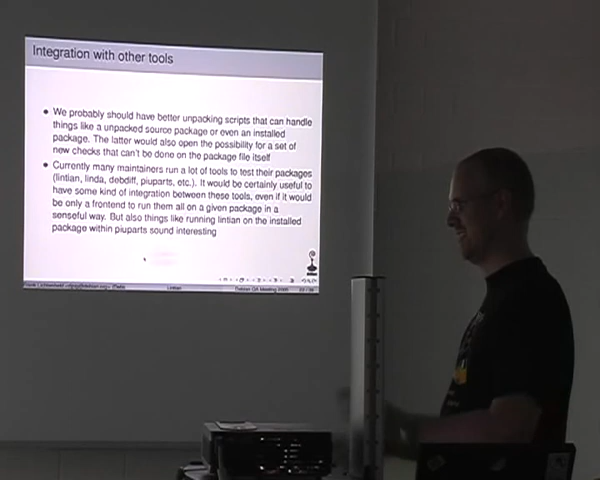 Integration with other tools
We probably should have better unpacking scripts that can handle
things like a unpacked source package or even an installed
package. The latter would also open the possibility for a set of
new checks that can't be done on the package file itself
Currently many maintainers run a lot of tools to test their packages
(lintian, linda, debdiff, piuparts, etc.). It would be certainly useful to
have some kind of integration between these tools, even if it would
be only a frontend to run them all on a given package in a
senseful way. But also things like running lintian on the installed
package within piuparts sound interesting
Lintian
Debian QA Meeting 2005